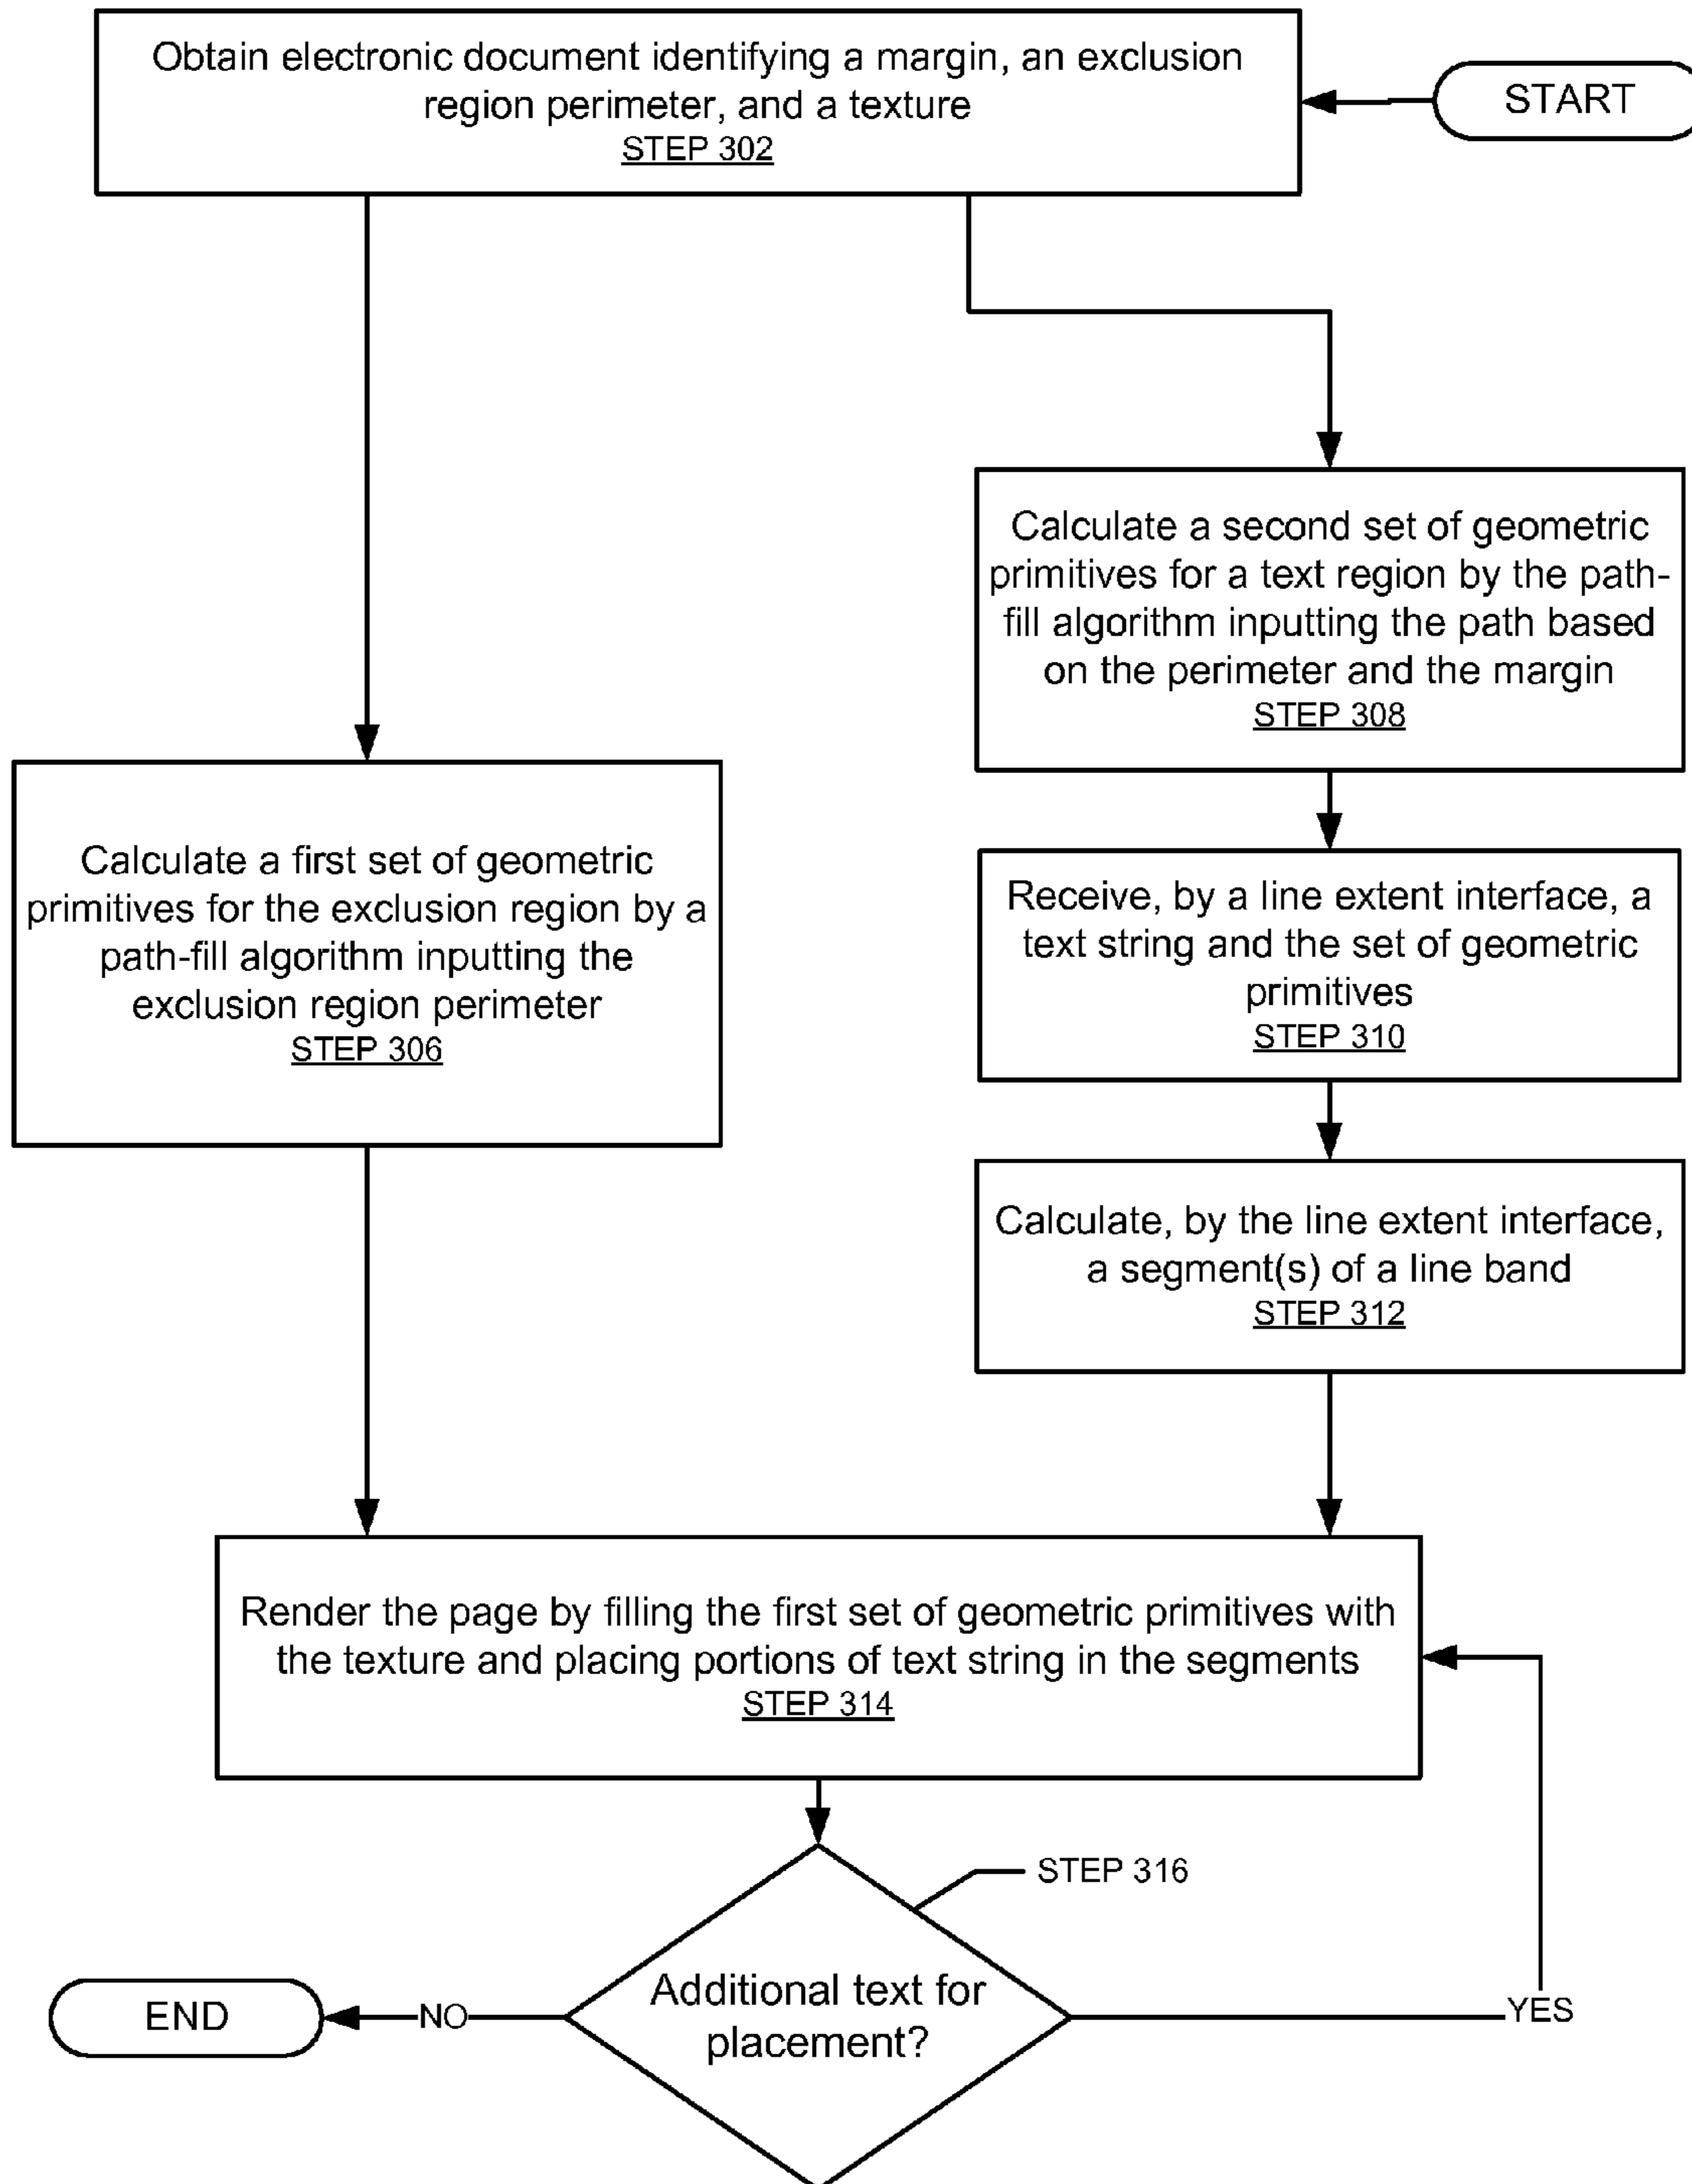 Obtain electronic document identifying a margin, an exclusion
region perimeter, and a texture
STEP 302
START
Calculate a second set of geometric
primitives for a text region by the path-
fill algorithm inputting the path based
on the perimeter and the margin
STEP 308
Calculate a first set of geometric
primitives for the exclusion region by a
path-fill algorithm inputting the
exclusion region perimeter
STEP 306
Receive, by a line extent interface, a
text string and the set of geometric
primitives
STEP 310
Calculate, by the line extent interface,
a segment(s) of a line band
STEP 312
Render the page by filling the first set of geometric primitives with
the texture and placing portions of text string in the segments
STEP 314
STEP 316
Additional text for
placement?
END
NO
YES